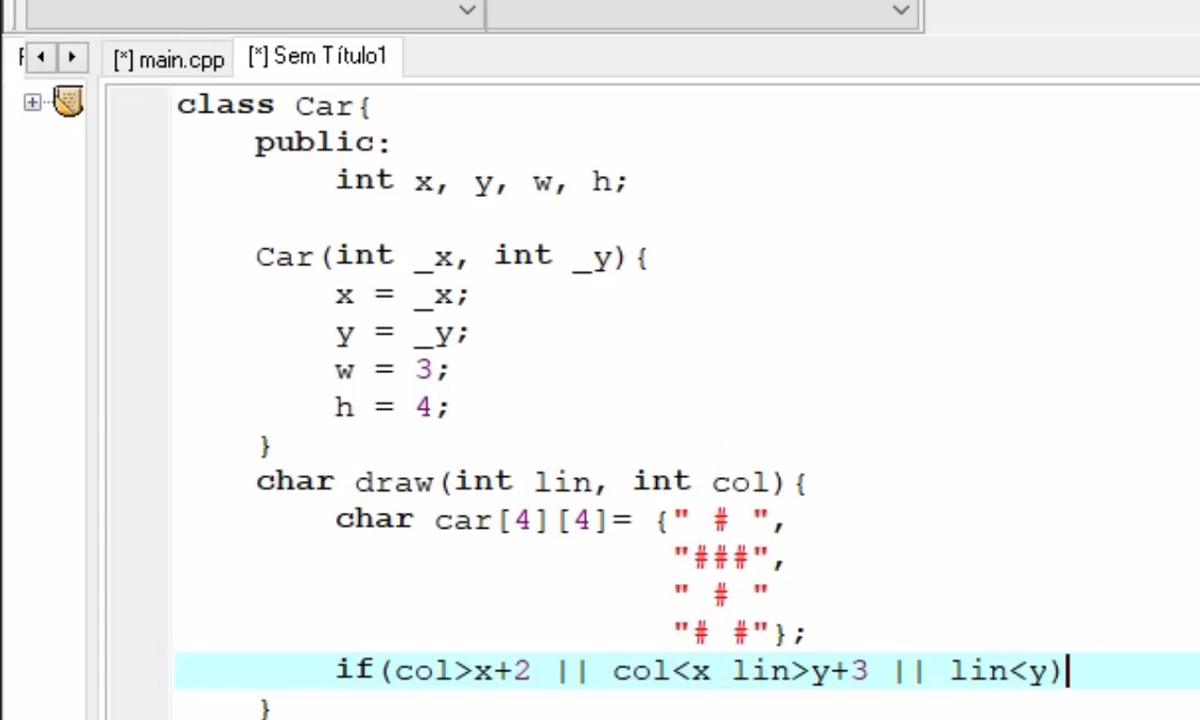 [*] main.cpp
[*] Sem Título1
class Car{
public:
int x, y, w, h;
Car(int _x, int _y){
x = _x;
y = _y;
w = 3;
h = 4;
}
char draw(int lin, int col){
char car[4][4]= {" # ",
"###",
" # "
"# #"};
if(col>x+2 || col<x lin>y+3 || lin<y)
}